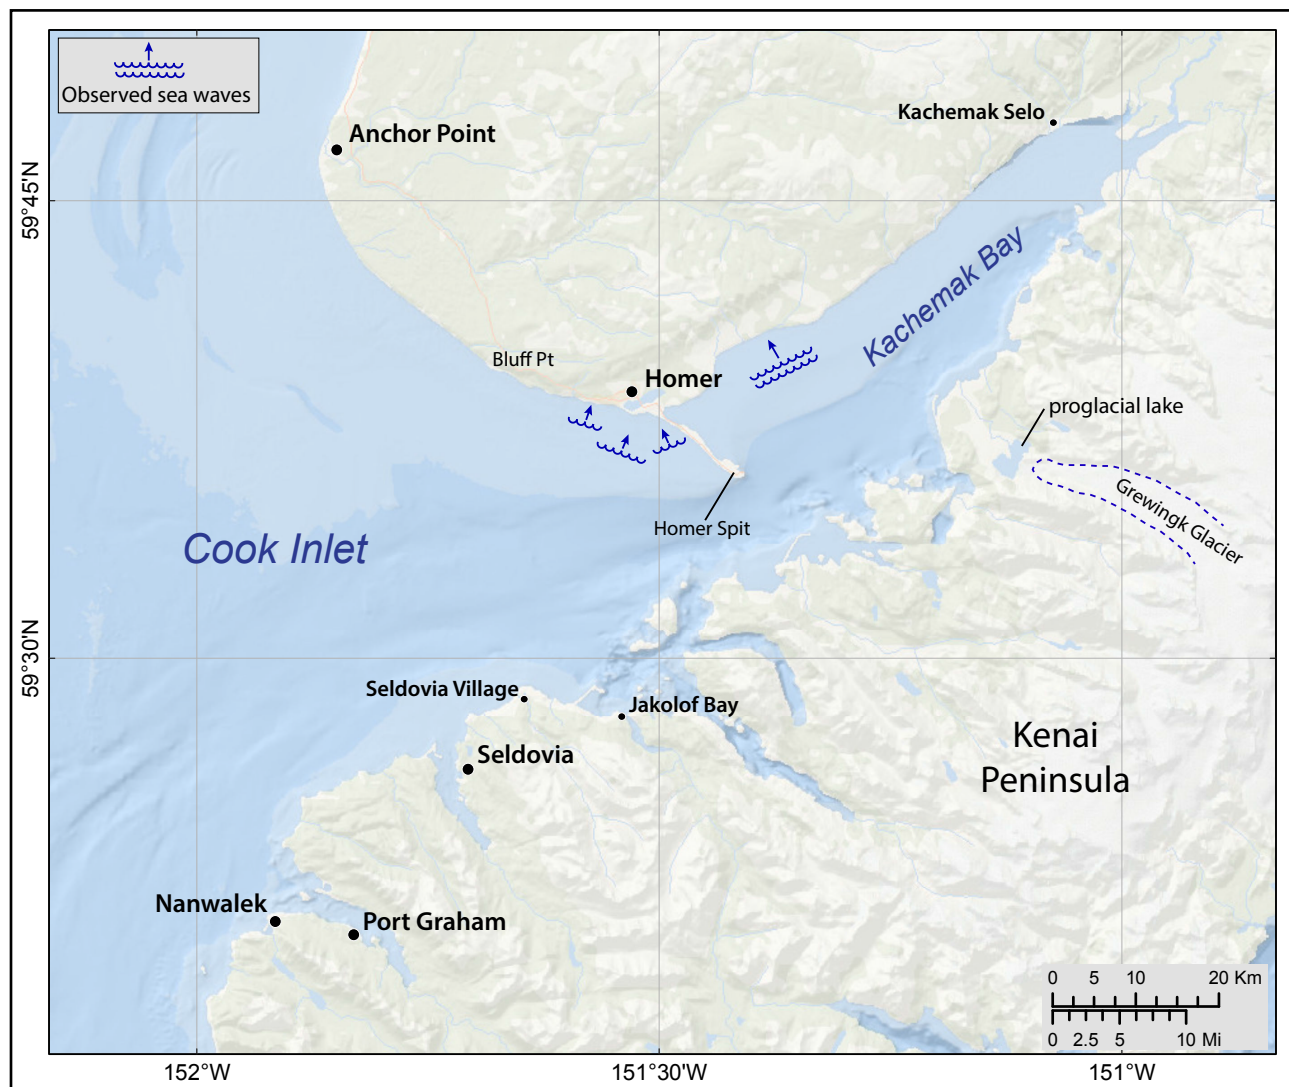 Observed sea waves
Anchor Point
Kachemak Selo
59°45'N
Kachemak Bay
Bluff Pt
Homer
proglacial lake
Grewingk Glacier
Homer Spit
Cook Inlet
59°30'N
Seldovia Village
Jakolof Bay
Kenai
Peninsula
Seldovia
Nanwalek
Port Graham
0 5 10 20 Km
0 2.5 5 10 Mi
152°W 151°30'W 151°W